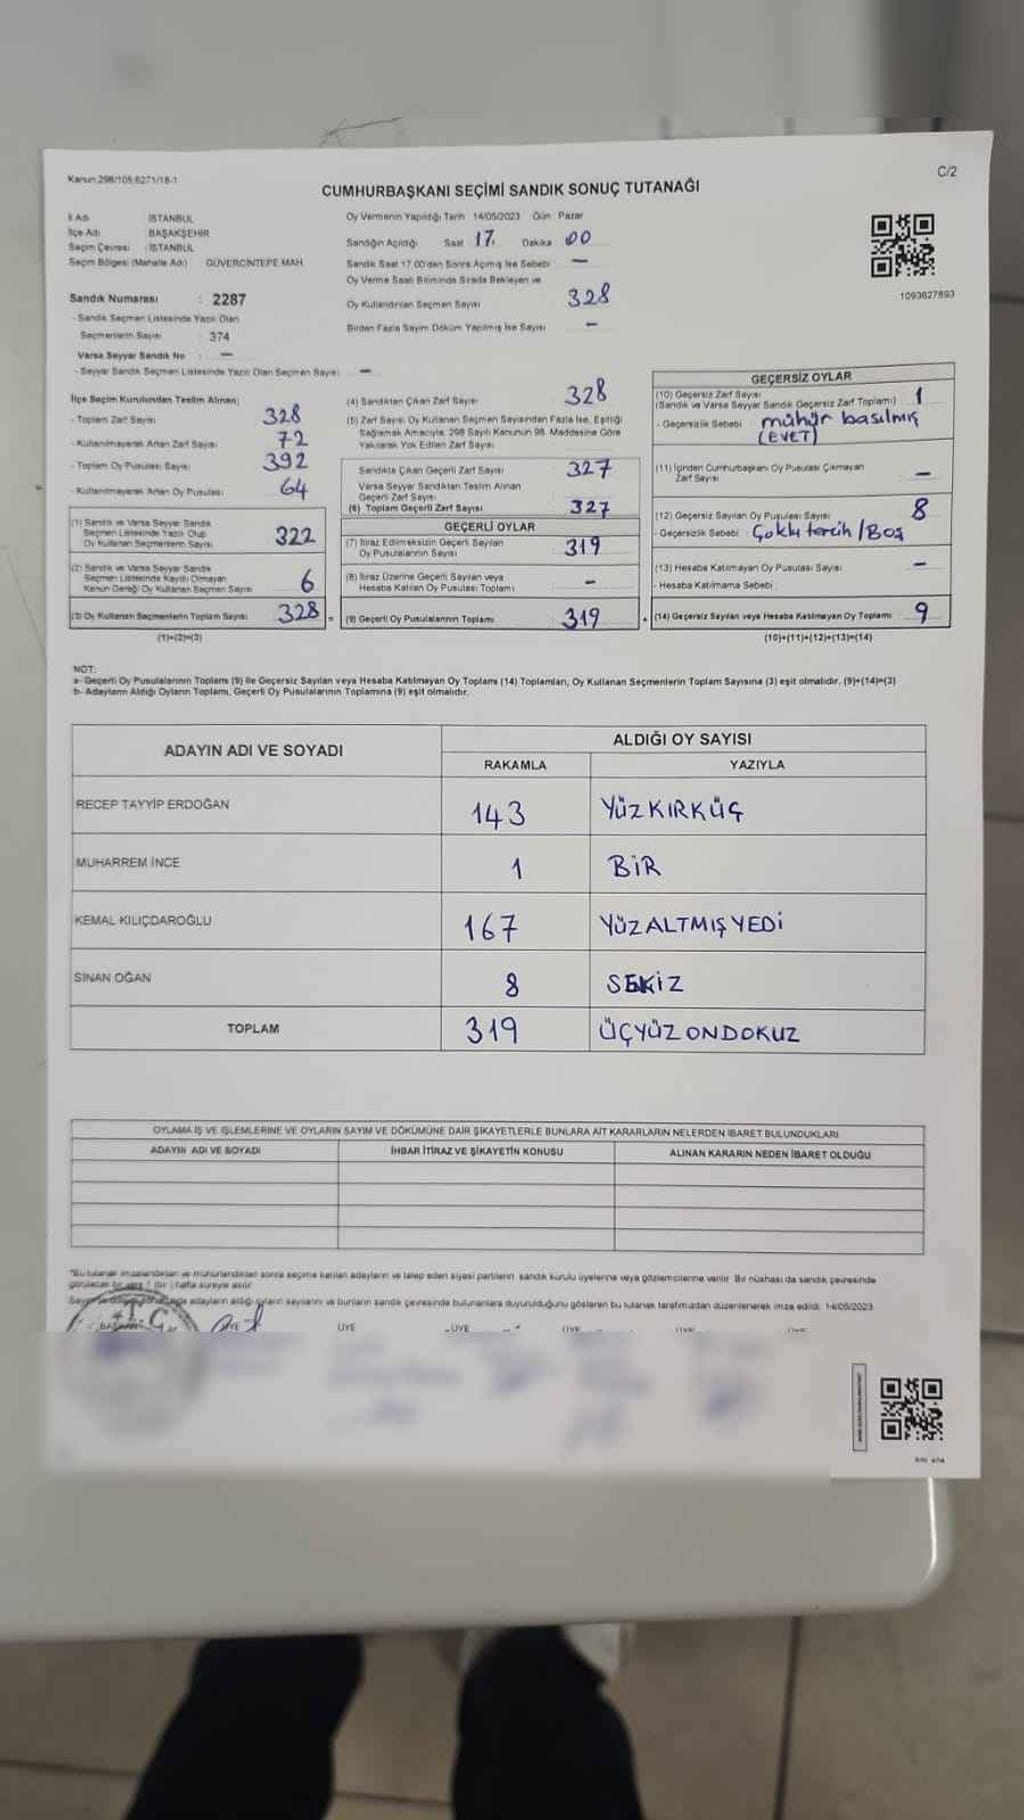 Kanun:298/105.6271/16-1
C/2
CUMHURBAŞKANI SEÇİMİ SANDIK SONUÇ TUTANAĞI
İl Adı İSTANBUL
İlçe Adı BAŞAKŞEHİR
Seçim Çevresi : İSTANBUL
Seçim Bölgesi (Mahalle Adı) GÜVERCİNTEPE MAH.
Sandık Numarası : 2287
- Sandık Seçmen Listesinde Yazılı Olan
Seçmenlerin Sayısı 374
Varsa Seyyar Sandık No : —
- Seyyar Sandık Seçmen Listesinde Yazılı Olan Seçmen Sayısı —
Oy Vermenin Yapıldığı Tarih 14/05/2023 Gün : Pazar
Sandığın Açıldığı Saat 17. Dakika : 00
Sandık Saat 17.00'den Sonra Açılmış İse Sebebi —
Oy Verme Saati Bitiminde Sırada Bekleyen ve
Oy Kullandırılan Seçmen Sayısı 328
Birden Fazla Sayım Döküm Yapılmış İse Sayısı —
1093627893
İlçe Seçim Kurulundan Teslim Alınan;
- Toplam Zarf Sayısı 328
- Kullanılmayarak Artan Zarf Sayısı 72
- Toplam Oy Pusulası Sayısı 392
- Kullanılmayarak Artan Oy Pusulası 64
(1) Sandık ve Varsa Seyyar Sandık
Seçmen Listesinde Yazılı Olup
Oy Kullanan Seçmenlerin Sayısı 322
(2) Sandık ve Varsa Seyyar Sandık
Seçmen Listesinde Kayıtlı Olmayan
Kanun Gereği Oy Kullanan Seçmen Sayısı 6
(3) Oy Kullanan Seçmenlerin Toplam Sayısı 328
(1)+(2)=(3)
(4) Sandıktan Çıkan Zarf Sayısı 328
(5) Zarf Sayısı Oy Kullanan Seçmen Sayısından Fazla İse, Eşitliği
Sağlamak Amacıyla, 298 Sayılı Kanunun 98. Maddesine Göre
Yakılarak Yok Edilen Zarf Sayısı
Sandıkta Çıkan Geçerli Zarf Sayısı 327
Varsa Seyyar Sandıktan Teslim Alınan
Geçerli Zarf Sayısı
(6) Toplam Geçerli Zarf Sayısı 327
GEÇERLİ OYLAR
(7) İtiraz Edilmeksizin Geçerli Sayılan
Oy Pusulalarının Sayısı 319
(8) İtiraz Üzerine Geçerli Sayılan veya
Hesaba Katılan Oy Pusulası Toplamı -
= (9) Geçerli Oy Pusulalarının Toplamı 319
GEÇERSİZ OYLAR
(10) Geçersiz Zarf Sayısı 1
(Sandık ve Varsa Seyyar Sandık Geçersiz Zarf Toplamı)
- Geçersizlik Sebebi : mühür basılmış
(EVET)
(11) İçinden Cumhurbaşkanı Oy Pusulası Çıkmayan
Zarf Sayısı —
(12) Geçersiz Sayılan Oy Pusulası Sayısı 8
- Geçersizlik Sebebi : Çoklu tercih/Boş
(13) Hesaba Katılmayan Oy Pusulası Sayısı —
- Hesaba Katılmama Sebebi :
+ (14) Geçersiz Sayılan veya Hesaba Katılmayan Oy Toplamı 9
(10)+(11)+(12)+(13)=(14)
NOT:
a- Geçerli Oy Pusulalarının Toplamı (9) ile Geçersiz Sayılan veya Hesaba Katılmayan Oy Toplamı (14) Toplamları, Oy Kullanan Seçmenlerin Toplam Sayısına (3) eşit olmalıdır. (9)+(14)=(3)
b- Adayların Aldığı Oyların Toplamı, Geçerli Oy Pusulalarının Toplamına (9) eşit olmalıdır.
ADAYIN ADI VE SOYADI ALDIĞI OY SAYISI
RAKAMLA YAZIYLA
RECEP TAYYİP ERDOĞAN 143 YÜZKIRKÜÇ
MUHARREM İNCE 1 BİR
KEMAL KILIÇDAROĞLU 167 YÜZALTMIŞYEDİ
SİNAN OĞAN 8 SEKİZ
TOPLAM 319 ÜÇYÜZONDOKUZ
OYLAMA İŞ VE İŞLEMLERİNE VE OYLARIN SAYIM VE DÖKÜMÜNE DAİR ŞİKAYETLERLE BUNLARA AİT KARARLARIN NELERDEN İBARET BULUNDUKLARI
ADAYIN ADI VE SOYADI İHBAR İTİRAZ VE ŞİKAYETİN KONUSU ALINAN KARARIN NEDEN İBARET OLDUĞU
*Bu tutanak imzalandıktan ve mühürlendikten sonra seçime katılan adayların ve talep eden siyasi partilerin sandık kurulu üyelerine veya gözlemcilerine verilir. Bir nüshası da sandık çevresinde
hafta süreyle asılır.
adayların aldığı oyların sayılarını ve bunların sandık çevresinde bulunanlara duyurulduğunu gösteren bu tutanak tarafımızdan düzenlenerek imza edildi. 14/05/2023
T.C.
ÜYE ÜYE